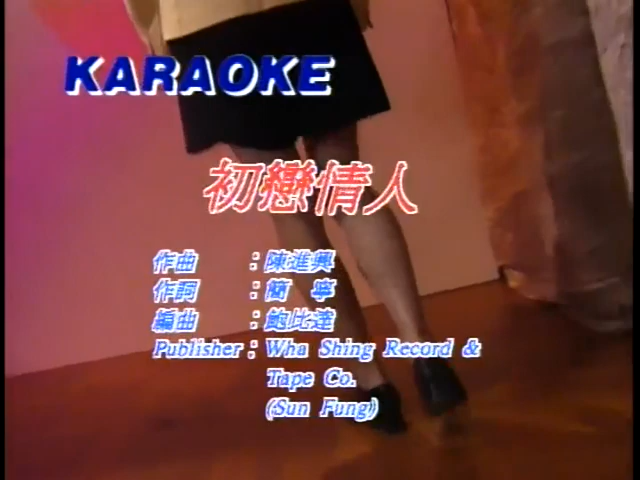 KARAOKE
初戀情人
作曲 ：陳進興
作詞 ：簡 寧
編曲 ：鮑比達
Publisher：Wha Shing Record &
Tape Co.
(Sun Fung)